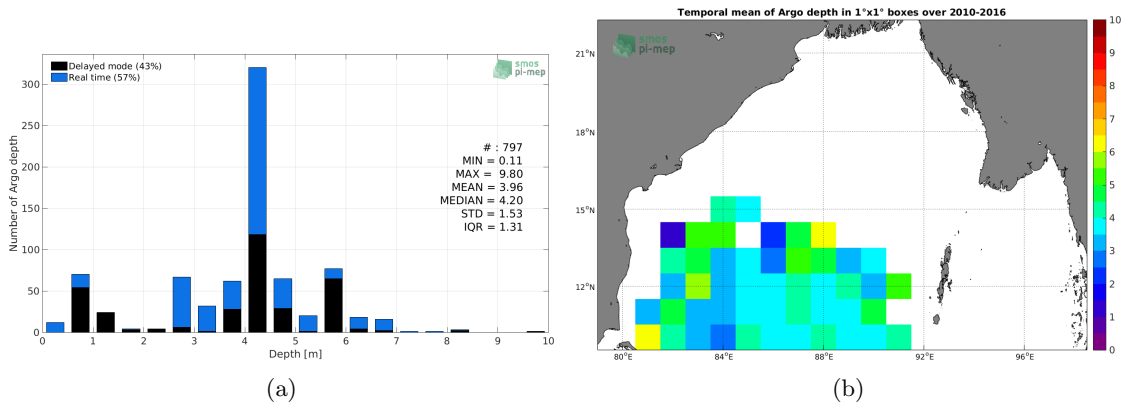 Delayed mode (43%)
Real time (57%)
smos
pi-mep
# : 797
MIN = 0.11
MAX = 9.80
MEAN = 3.96
MEDIAN = 4.20
STD = 1.53
IQR = 1.31
Number of Argo depth
300
250
200
150
100
50
0
0 1 2 3 4 5 6 7 8 9 10
Depth [m]
(a)
Temporal mean of Argo depth in 1°x1° boxes over 2010-2016
smos
pi-mep
21°N
18°N
15°N
12°N
80°E 84°E 88°E 92°E 96°E
10
9
8
7
6
5
4
3
2
1
0
(b)